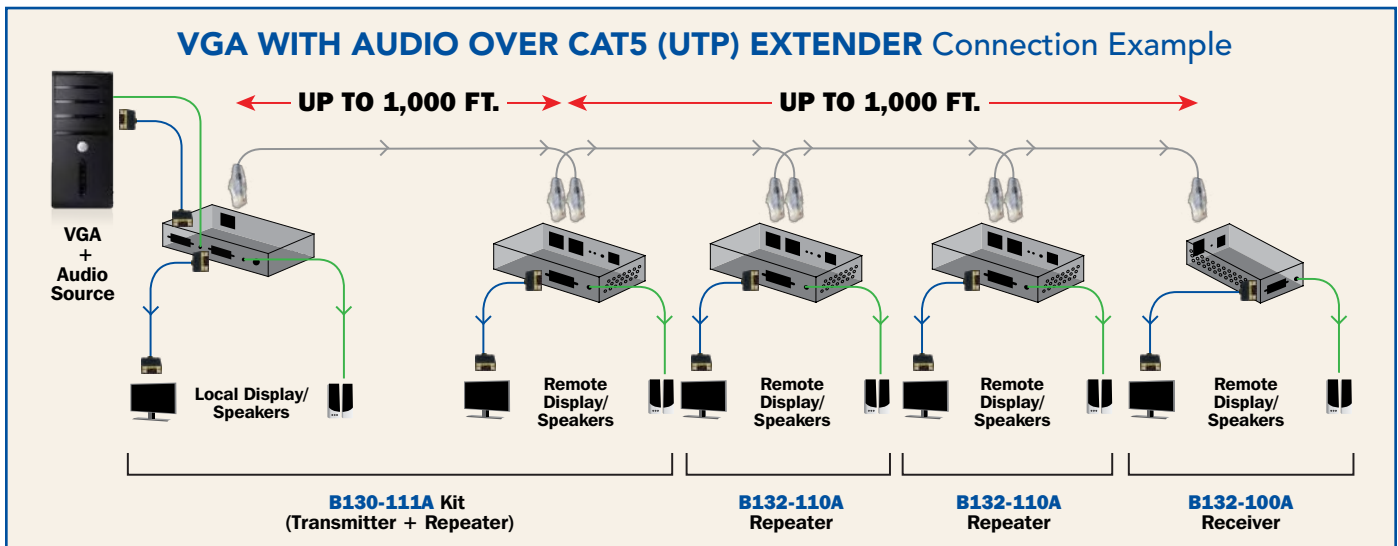 VGA WITH AUDIO OVER CAT5 (UTP) EXTENDER Connection Example
UP TO 1,000 FT.
UP TO 1,000 FT.
VGA
+
Audio
Source
Local Display/
Speakers
Remote
Display/
Speakers
Remote
Display/
Speakers
Remote
Display/
Speakers
Remote
Display/
Speakers
B130-111A Kit
(Transmitter + Repeater)
B132-110A
Repeater
B132-110A
Repeater
B132-100A
Receiver